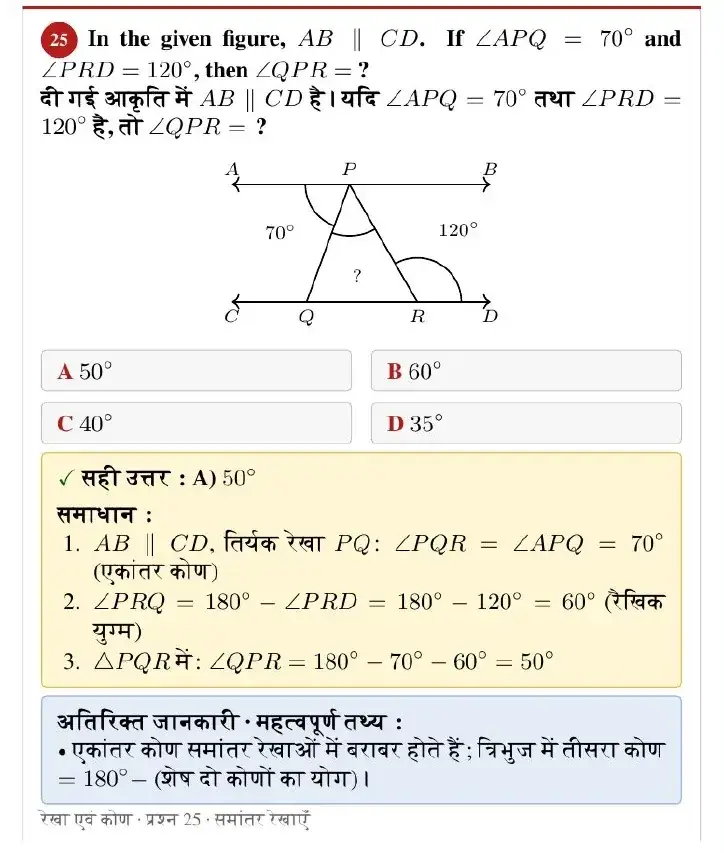 25 In the given figure, AB ∥ CD. If ∠APQ = 70° and
∠PRD = 120°, then ∠QPR = ?
दी गई आकृति में AB ∥ CD है। यदि ∠APQ = 70° तथा ∠PRD =
120° है, तो ∠QPR = ?
A P B
70° 120°
?
C Q R D
A 50° B 60°
C 40° D 35°
✓ सही उत्तर : A) 50°
समाधान :
1. AB ∥ CD, तिर्यक रेखा PQ: ∠PQR = ∠APQ = 70°
(एकांतर कोण)
2. ∠PRQ = 180° − ∠PRD = 180° − 120° = 60° (रैखिक
युग्म)
3. △PQR में: ∠QPR = 180° − 70° − 60° = 50°
अतिरिक्त जानकारी · महत्वपूर्ण तथ्य :
• एकांतर कोण समांतर रेखाओं में बराबर होते हैं; त्रिभुज में तीसरा कोण
= 180° − (शेष दो कोणों का योग)।
रेखा एवं कोण · प्रश्न 25 · समांतर रेखाएँ